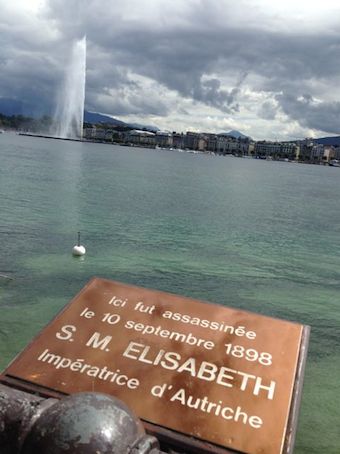 Ici fut assassinée
le 10 septembre 1898
S. M. ELISABETH
Impératrice d'Autriche